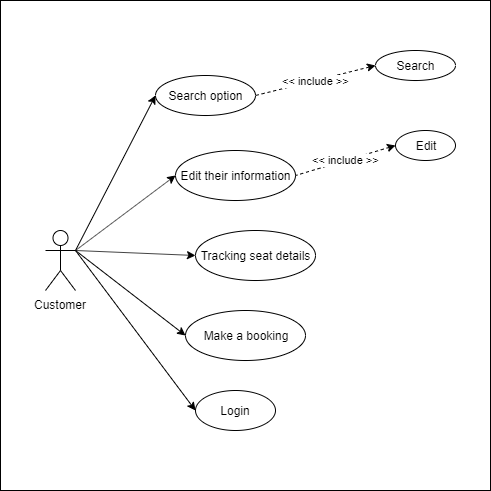 Search
<< include >>
Search option
Edit
<< include >>
Edit their information
Tracking seat details
Customer
Make a booking
Login